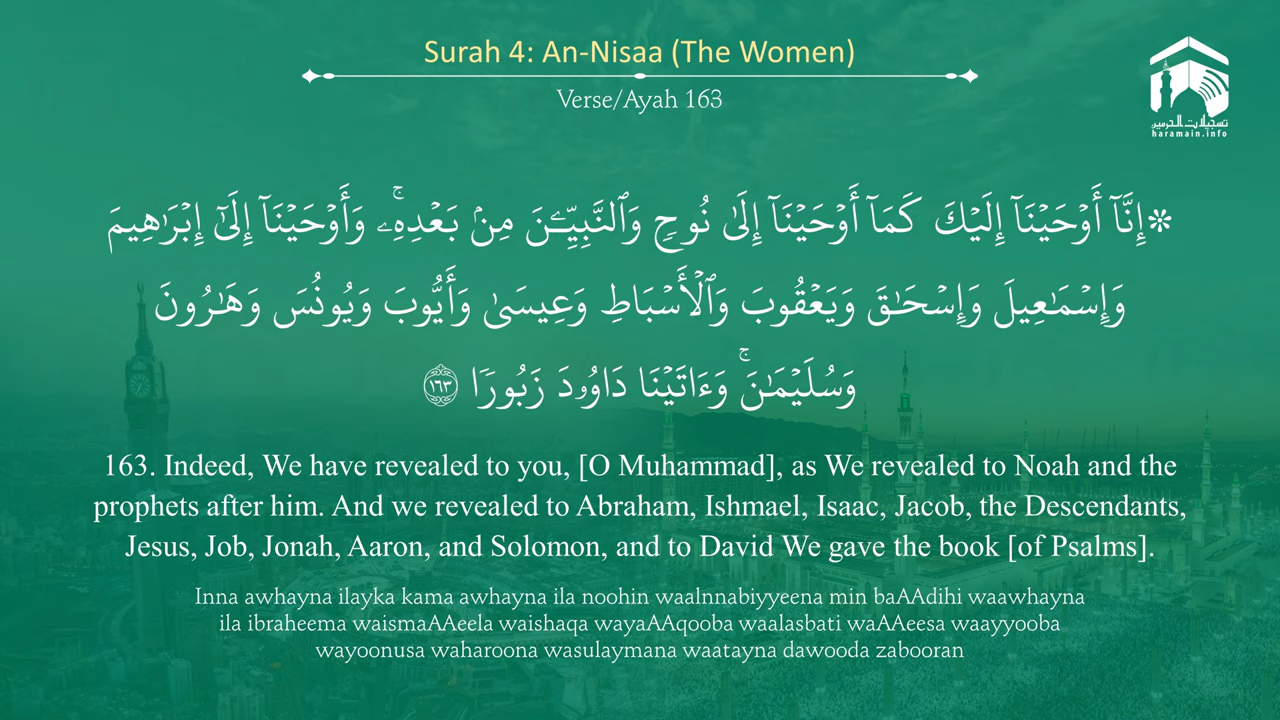 Surah 4: An-Nisaa (The Women)
Verse/Ayah 163
تسجيلات الحرمين
haramain.info
۞إِنَّآ أَوۡحَيۡنَآ إِلَيۡكَ كَمَآ أَوۡحَيۡنَآ إِلَىٰ نُوحٖ وَٱلنَّبِيِّـۧنَ مِنۢ بَعۡدِهِۦۚ وَأَوۡحَيۡنَآ إِلَىٰٓ إِبۡرَٰهِيمَ
وَإِسۡمَٰعِيلَ وَإِسۡحَٰقَ وَيَعۡقُوبَ وَٱلۡأَسۡبَاطِ وَعِيسَىٰ وَأَيُّوبَ وَيُونُسَ وَهَٰرُونَ
وَسُلَيۡمَٰنَۚ وَءَاتَيۡنَا دَاوُۥدَ زَبُورٗا ١٦٣
163. Indeed, We have revealed to you, [O Muhammad], as We revealed to Noah and the
prophets after him. And we revealed to Abraham, Ishmael, Isaac, Jacob, the Descendants,
Jesus, Job, Jonah, Aaron, and Solomon, and to David We gave the book [of Psalms].
Inna awhayna ilayka kama awhayna ila noohin waalnnabiyyeena min baAAdihi waawhayna
ila ibraheema waismaAAeela waishaqa wayaAAqooba waalasbati waAAeesa waayyooba
wayoonusa waharoona wasulaymana waatayna dawooda zabooran